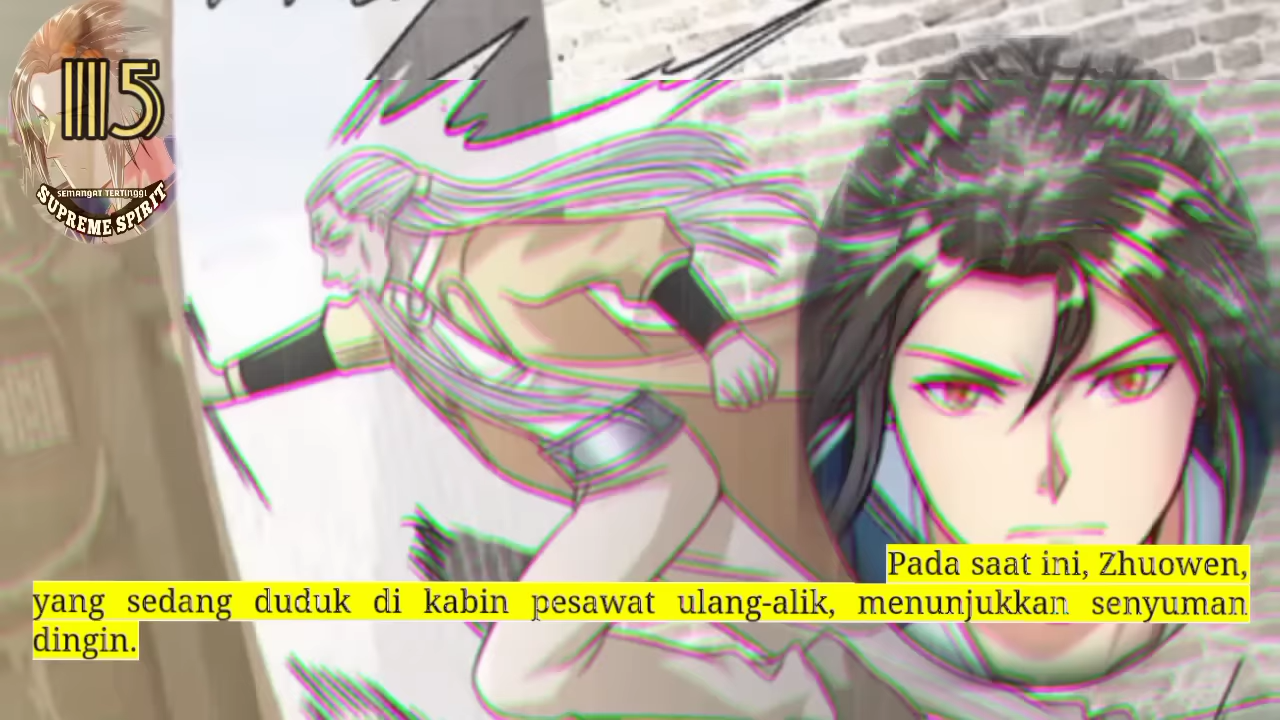 115
SEMANGAT TERTINGGI
SUPREME SPIRIT
Pada saat ini, Zhuowen,
yang sedang duduk di kabin pesawat ulang-alik, menunjukkan senyuman
dingin.